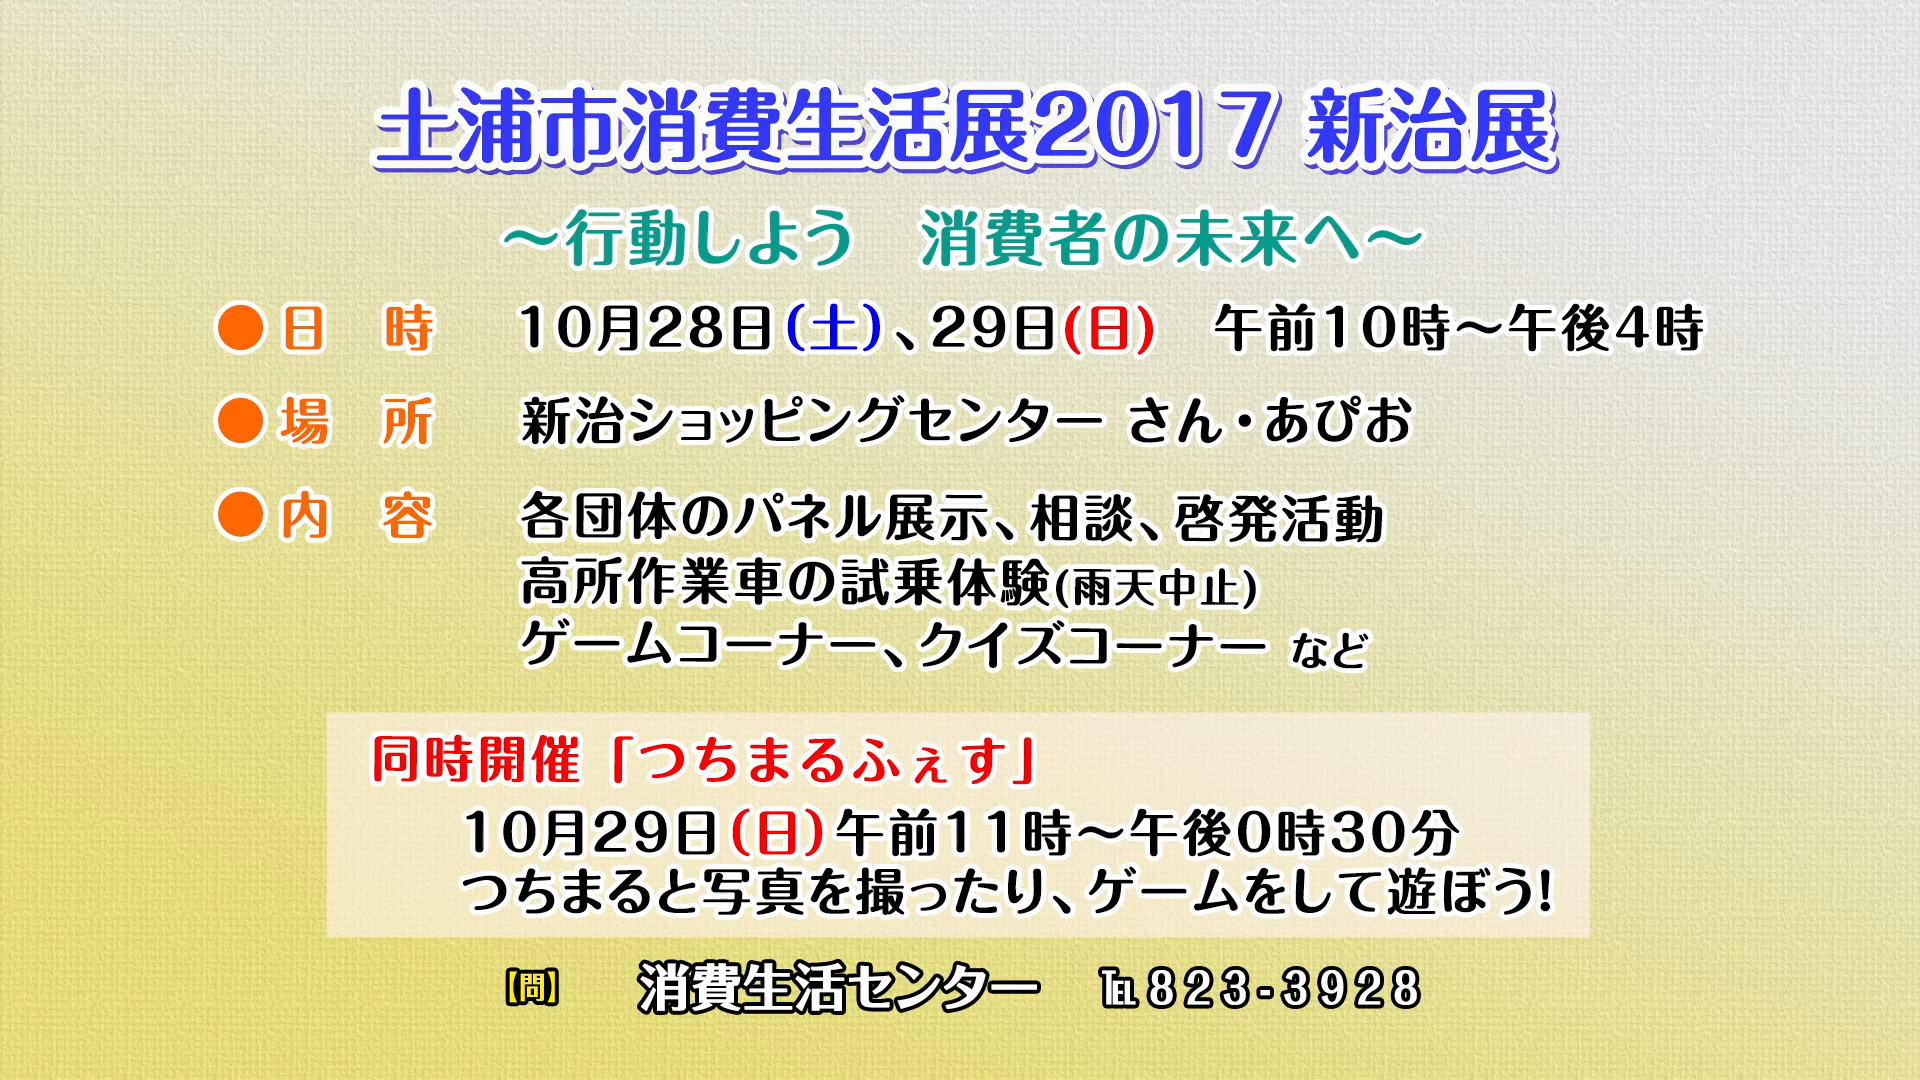 土浦市消費生活展2017 新治展
～行動しよう　消費者の未来へ～
●日　時　10月28日(土)、29日(日)　午前10時～午後4時
●場　所　新治ショッピングセンター さん・あぴお
●内　容　各団体のパネル展示、相談、啓発活動
高所作業車の試乗体験(雨天中止)
ゲームコーナー、クイズコーナー など
同時開催「つちまるふぇす」
10月29日(日)午前11時～午後0時30分
つちまると写真を撮ったり、ゲームをして遊ぼう!
【問】　消費生活センター　℡823-3928